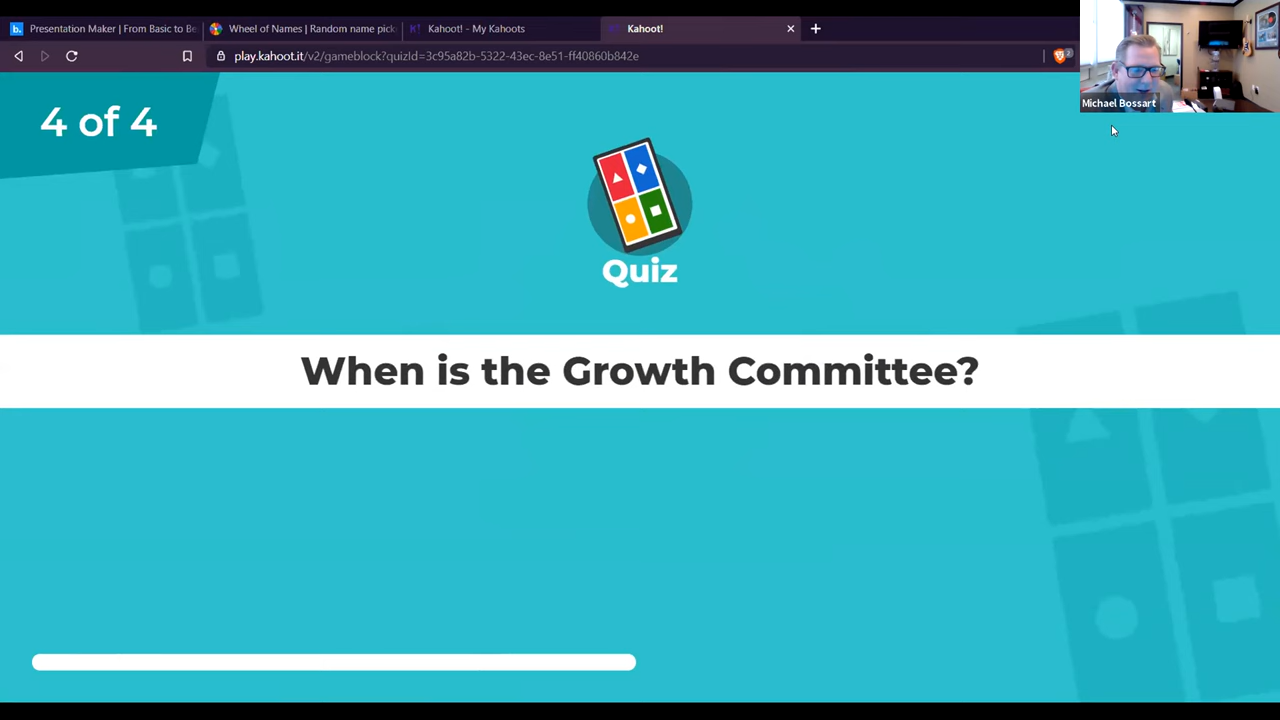 Presentation Maker | From Basic to Be
Wheel of Names | Random name pick
Kahoot! - My Kahoots
Kahoot!
play.kahoot.it/v2/gameblock?quizId=3c95a82b-5322-43ec-8e51-ff40860b842e
2
Michael Bossart
4 of 4
Quiz
When is the Growth Committee?